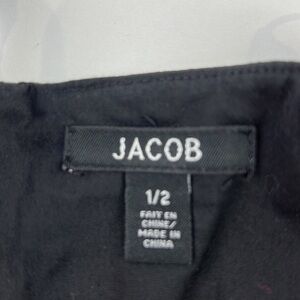 JACOB
1/2
FAIT EN
CHINE/
MADE IN
CHINA